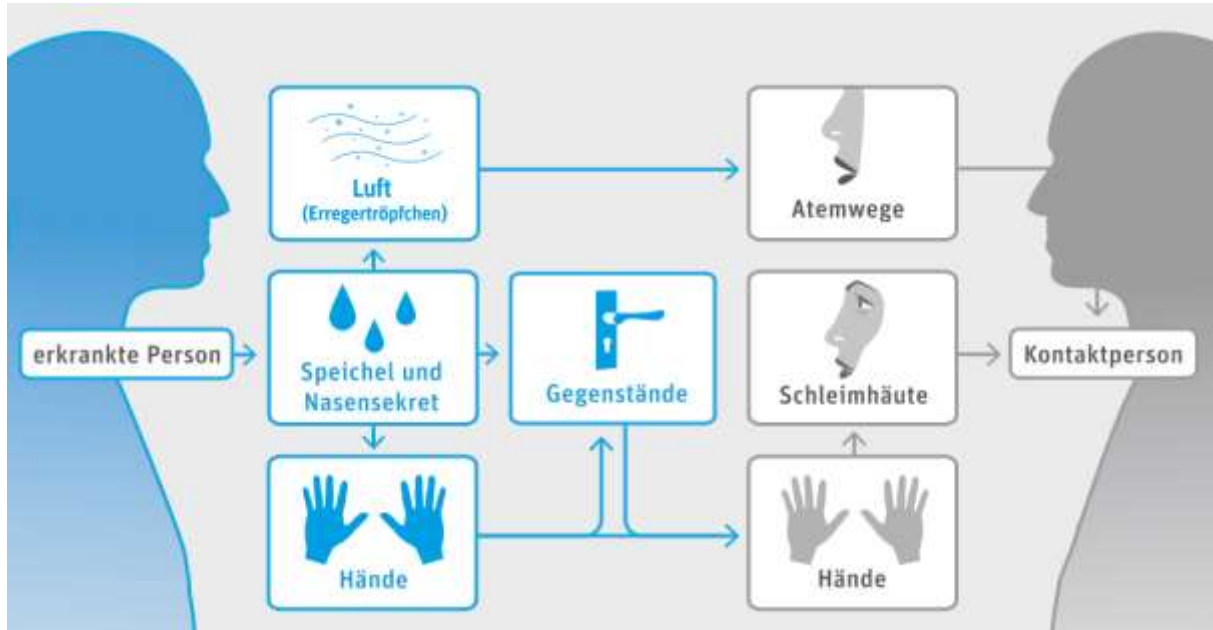 Luft
(Erregertröpfchen)
Atemwege
erkrankte Person
Speichel und
Nasensekret
Gegenstände
Schleimhäute
Kontaktperson
Hände
Hände